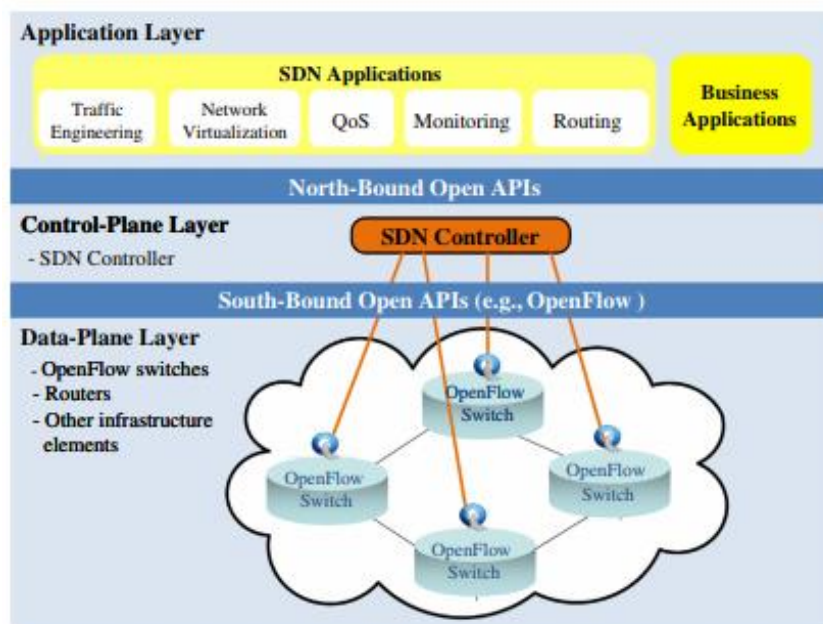 Application Layer
SDN Applications
Traffic
Engineering
Network
Virtualization
QoS
Monitoring
Routing
Business
Applications
North-Bound Open APIs
Control-Plane Layer
- SDN Controller
SDN Controller
South-Bound Open APIs (e.g., OpenFlow )
Data-Plane Layer
- OpenFlow switches
- Routers
- Other infrastructure
elements
OpenFlow
Switch
OpenFlow
Switch
OpenFlow
Switch
OpenFlow
Switch